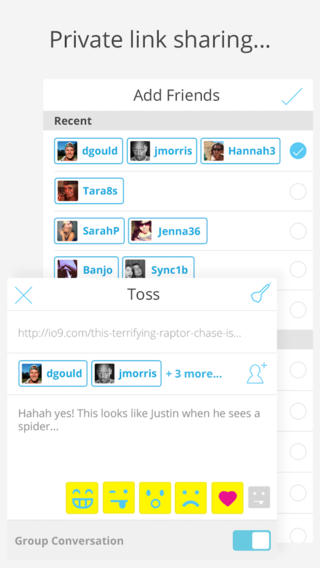 Private link sharing...
Add Friends
Recent
dgould jmorris Hannah3
Tara8s
SarahP Jenna36
Banjo Sync1b
Toss
http://io9.com/this-terrifying-raptor-chase-is...
dgould jmorris + 3 more...
Hahah yes! This looks like Justin when he sees a
spider...
Group Conversation